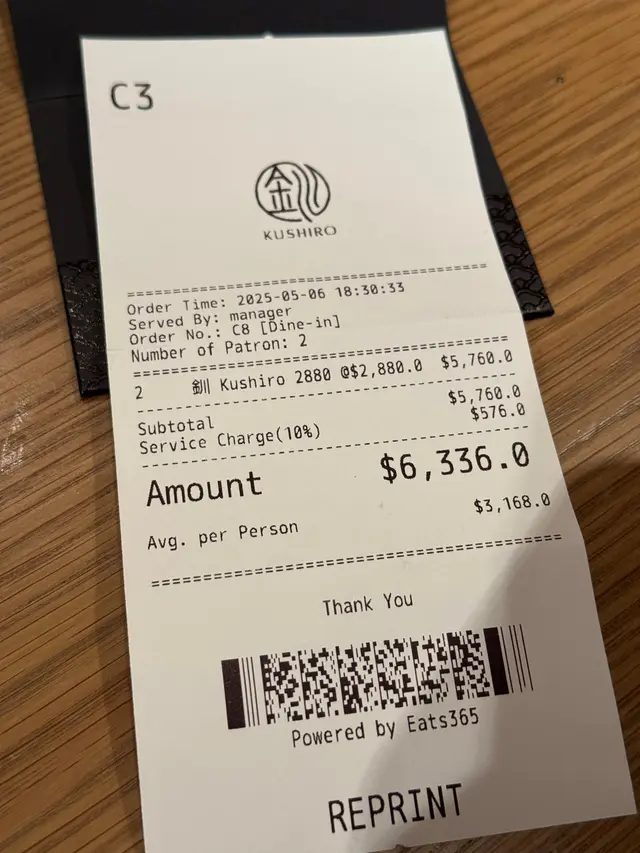 C3
KUSHIRO
Order Time: 2025-05-06 18:30:33
Served By: manager
Order No.: C8 [Dine-in]
Number of Patron: 2
2 釧 Kushiro 2880 @$2,880.0 $5,760.0
Subtotal $5,760.0
Service Charge(10%) $576.0
Amount $6,336.0
Avg. per Person $3,168.0
Thank You
Powered by Eats365
REPRINT